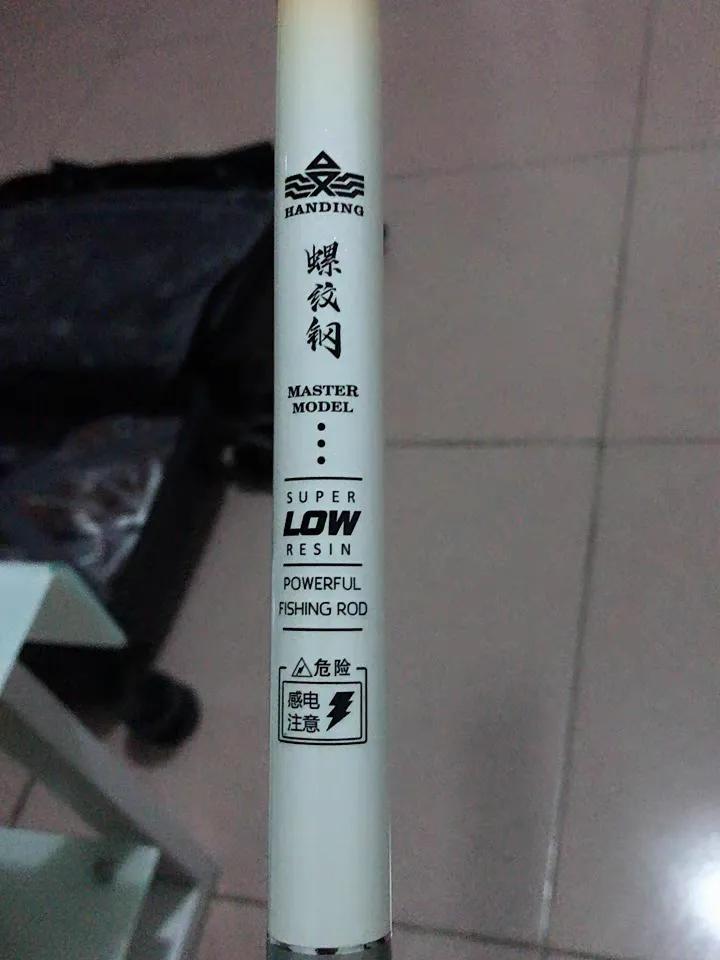 HANDING
螺纹钢
MASTER
MODEL
SUPER
LOW
RESIN
POWERFUL
FISHING ROD
危险
感电
注意